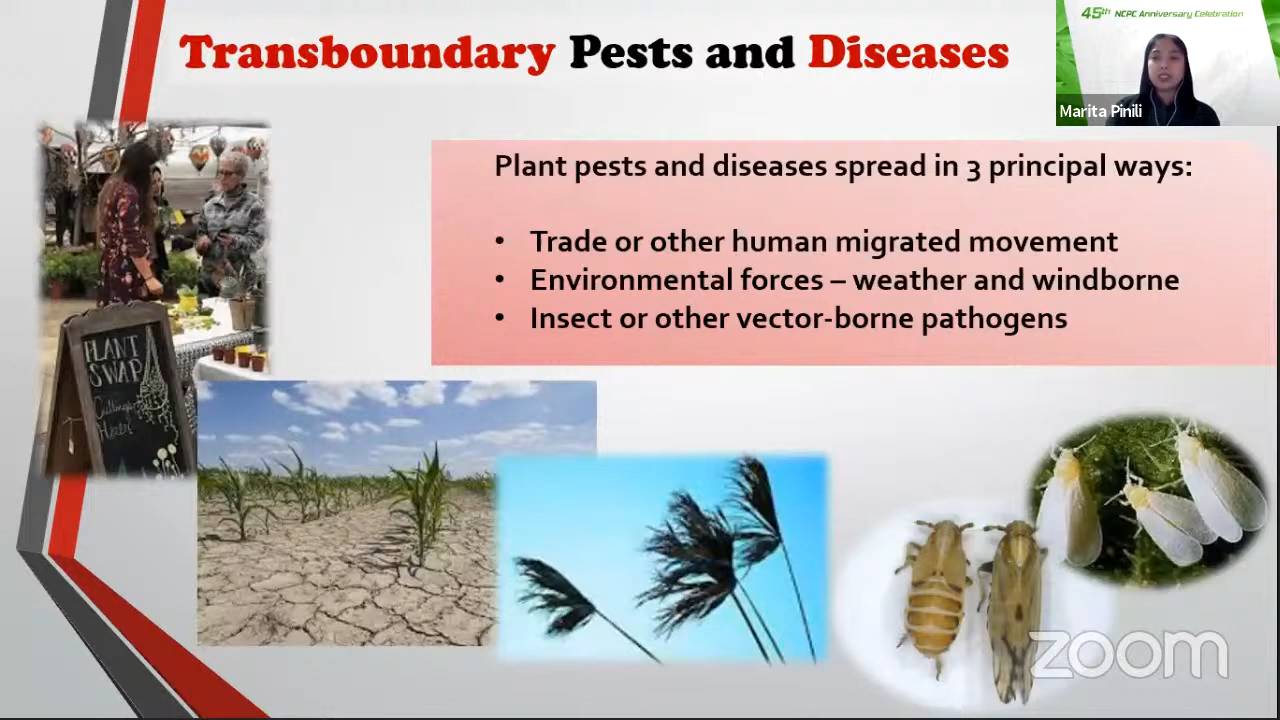 Transboundary Pests and Diseases
45th NCPC Anniversary Celebration
Marita Pinili
Plant pests and diseases spread in 3 principal ways:
• Trade or other human migrated movement
• Environmental forces – weather and windborne
• Insect or other vector-borne pathogens
PLANT
SWAP
zoom